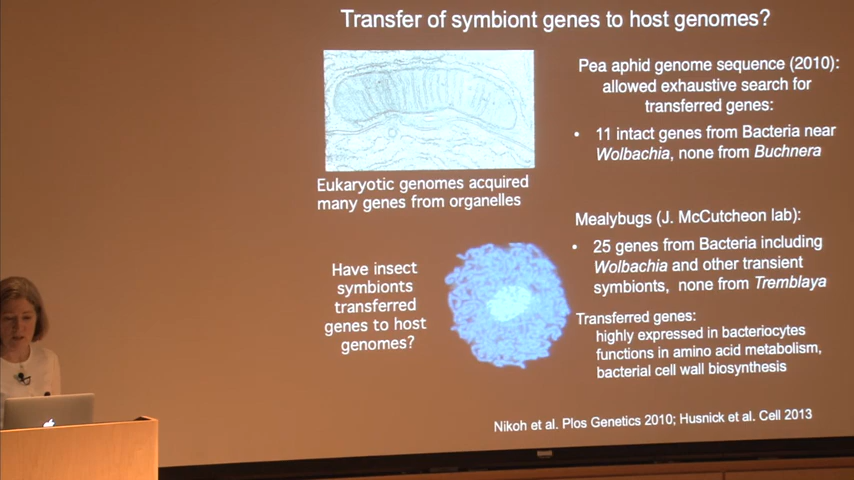 Transfer of symbiont genes to host genomes?
Eukaryotic genomes acquired
many genes from organelles
Have insect
symbionts
transferred
genes to host
genomes?
Pea aphid genome sequence (2010):
allowed exhaustive search for
transferred genes:
• 11 intact genes from Bacteria near
Wolbachia, none from Buchnera
Mealybugs (J. McCutcheon lab):
• 25 genes from Bacteria including
Wolbachia and other transient
symbionts, none from Tremblaya
Transferred genes:
highly expressed in bacteriocytes
functions in amino acid metabolism,
bacterial cell wall biosynthesis
Nikoh et al. Plos Genetics 2010; Husnick et al. Cell 2013